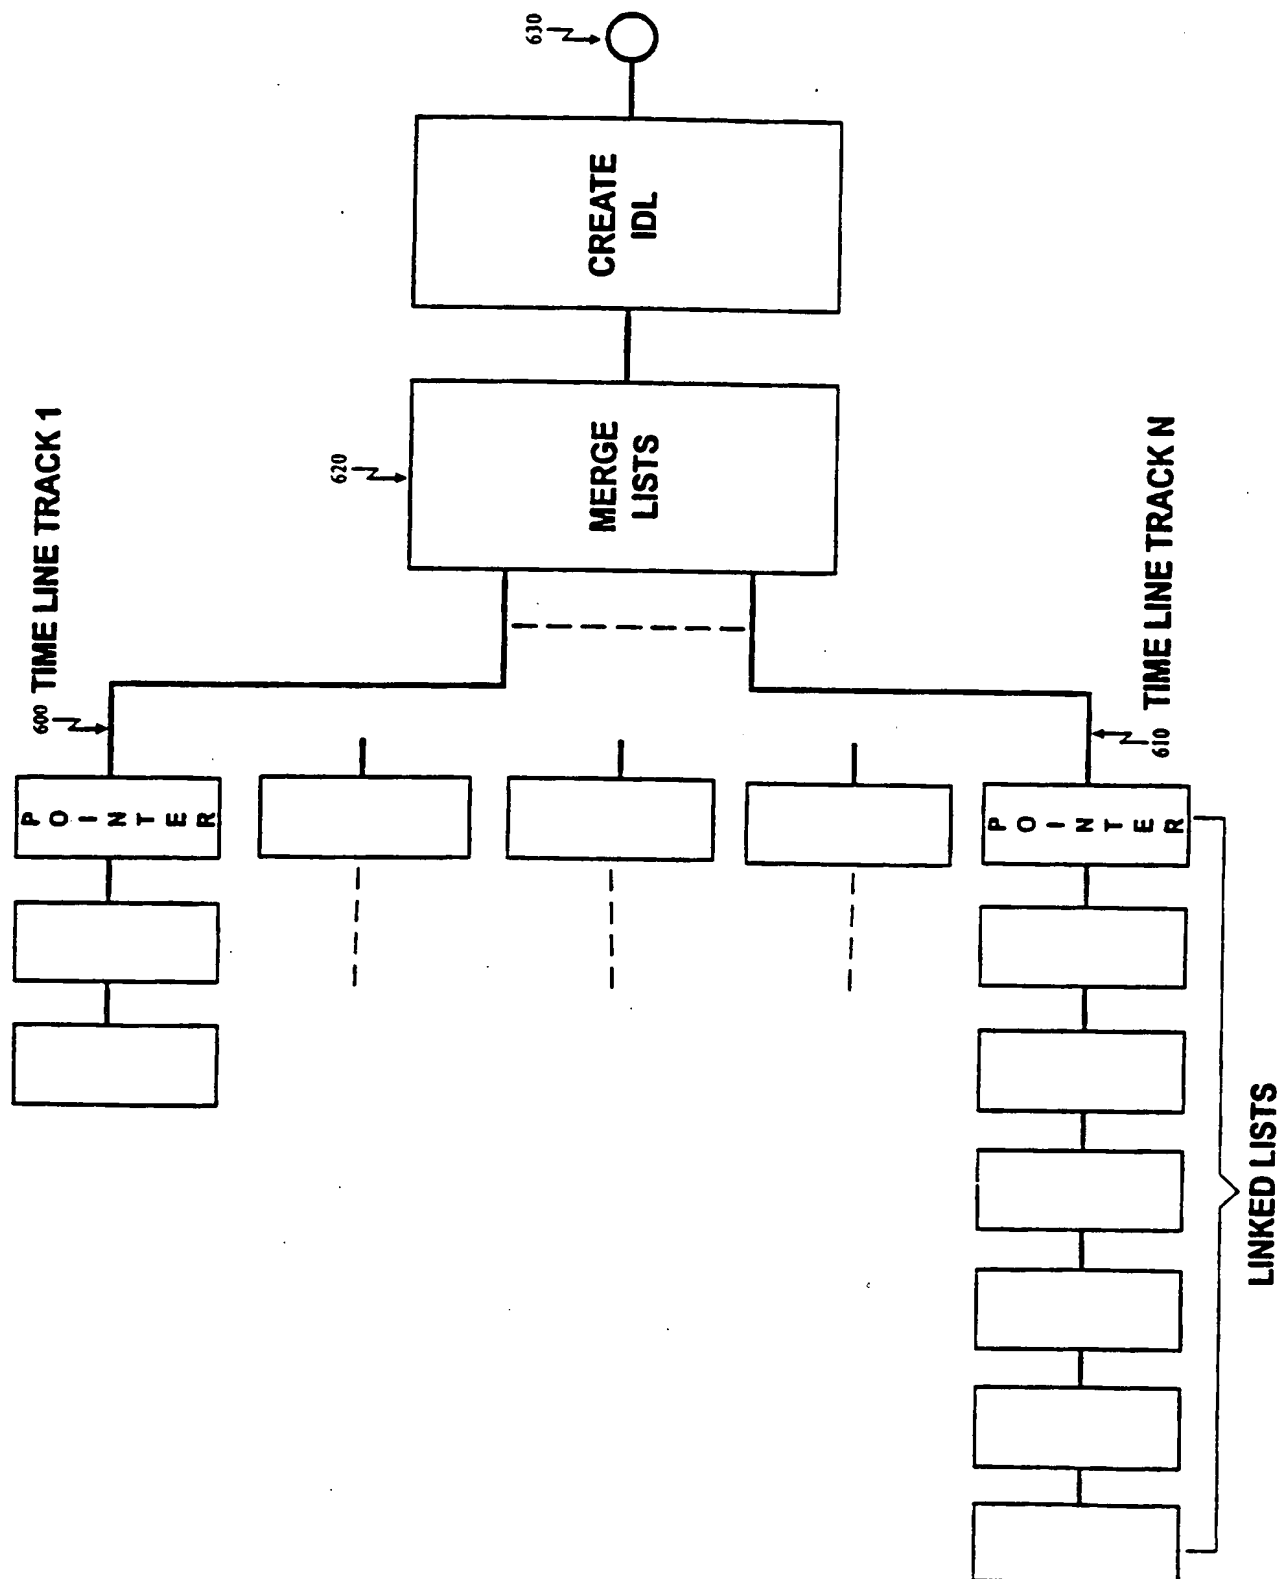 600
TIME LINE TRACK 1
POINTER
620
MERGE
LISTS
CREATE
IDL
630
610
TIME LINE TRACK N
POINTER
LINKED LISTS